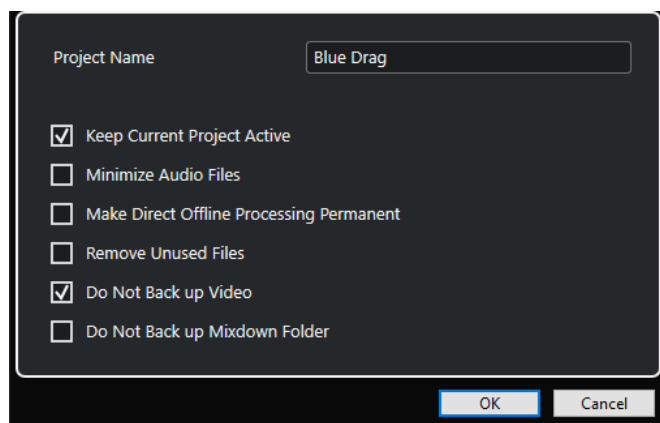 Project Name
Blue Drag
Keep Current Project Active
Minimize Audio Files
Make Direct Offline Processing Permanent
Remove Unused Files
Do Not Back up Video
Do Not Back up Mixdown Folder
OK
Cancel